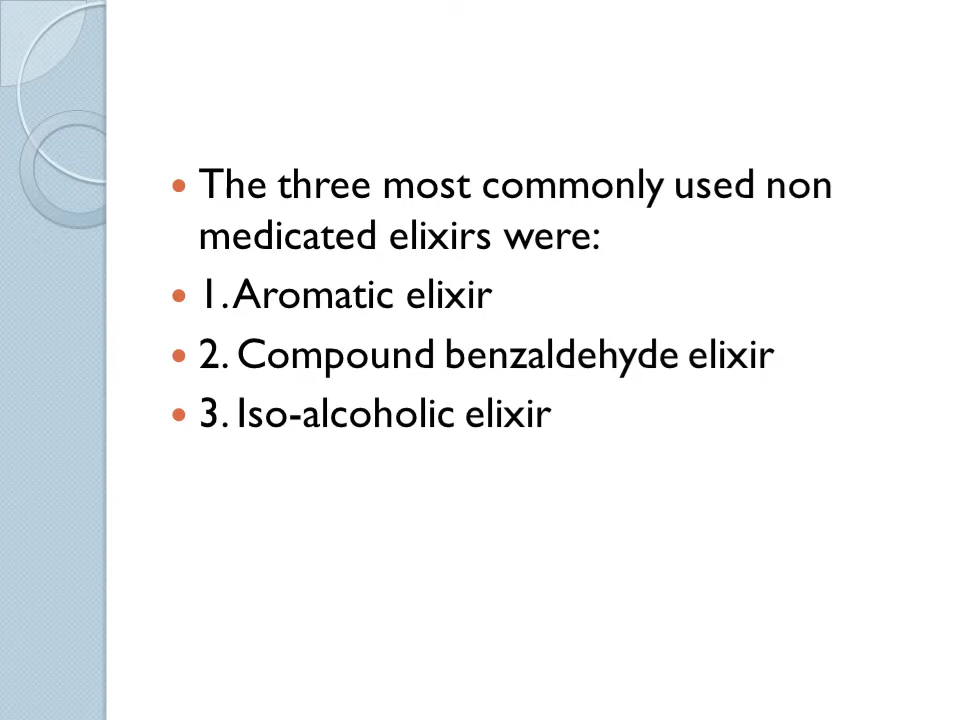 • The three most commonly used non
medicated elixirs were:
• 1. Aromatic elixir
• 2. Compound benzaldehyde elixir
• 3. Iso-alcoholic elixir